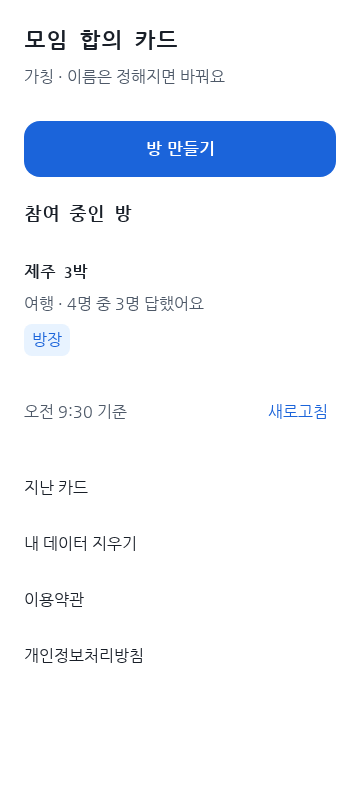 모임 합의 카드
가칭 · 이름은 정해지면 바꿔요
방 만들기
참여 중인 방
제주 3박
여행 · 4명 중 3명 답했어요
방장
오전 9:30 기준
새로고침
지난 카드
내 데이터 지우기
이용약관
개인정보처리방침